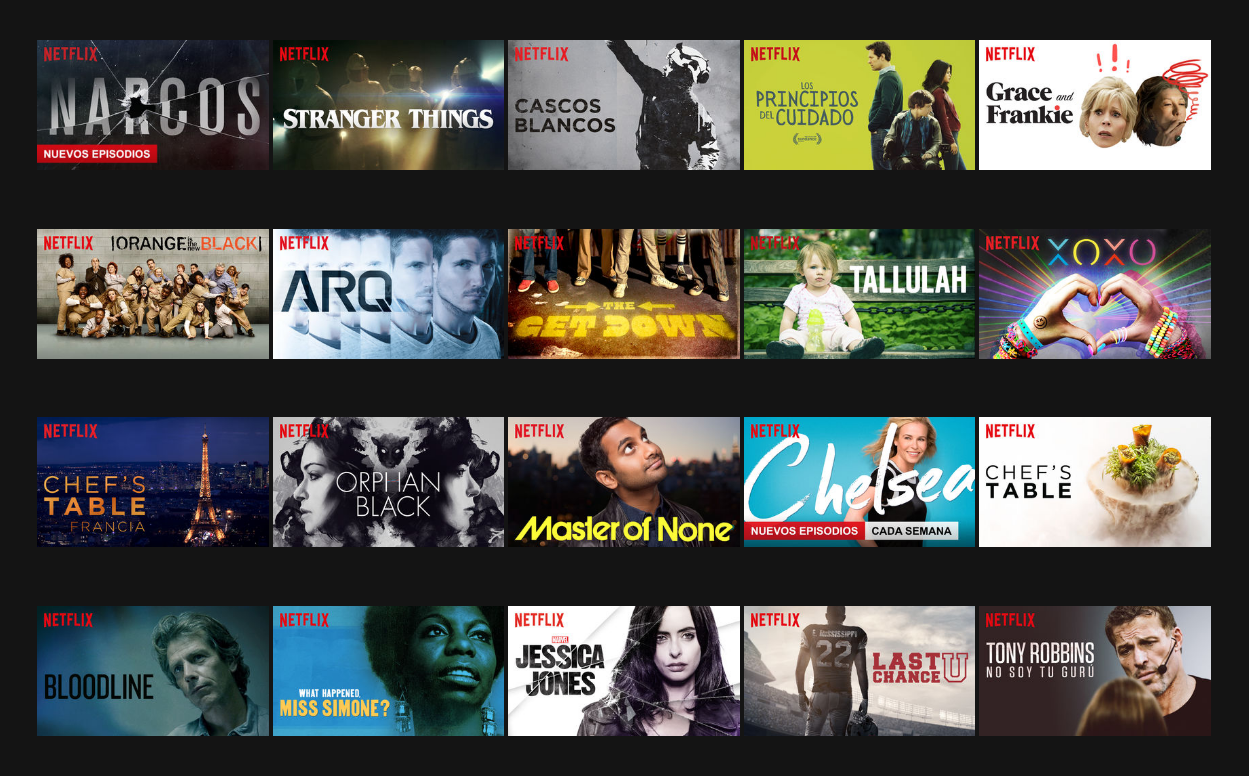 NETFLIX
NARCOS
NUEVOS EPISODIOS
NETFLIX
STRANGER THINGS
NETFLIX
CASCOS
BLANCOS
NETFLIX
LOS
PRINCIPIOS
DEL CUIDADO
NETFLIX
Grace and
Frankie
NETFLIX
ORANGE is the new BLACK
NETFLIX
ARQ
NETFLIX
THE
GET DOWN
NETFLIX
TALLULAH
NETFLIX
XOXO
NETFLIX
CHEF'S
TABLE
FRANCIA
NETFLIX
ORPHAN
BLACK
NETFLIX
Master of None
NETFLIX
Chelsea
NUEVOS EPISODIOS CADA SEMANA
NETFLIX
CHEF'S
TABLE
NETFLIX
BLOODLINE
NETFLIX
WHAT HAPPENED,
MISS SIMONE?
NETFLIX
MARVEL
JESSICA
JONES
NETFLIX
E. MISSISSIPPI
22
LAST
CHANCE U
NETFLIX
TONY ROBBINS
NO SOY TU GURÚ